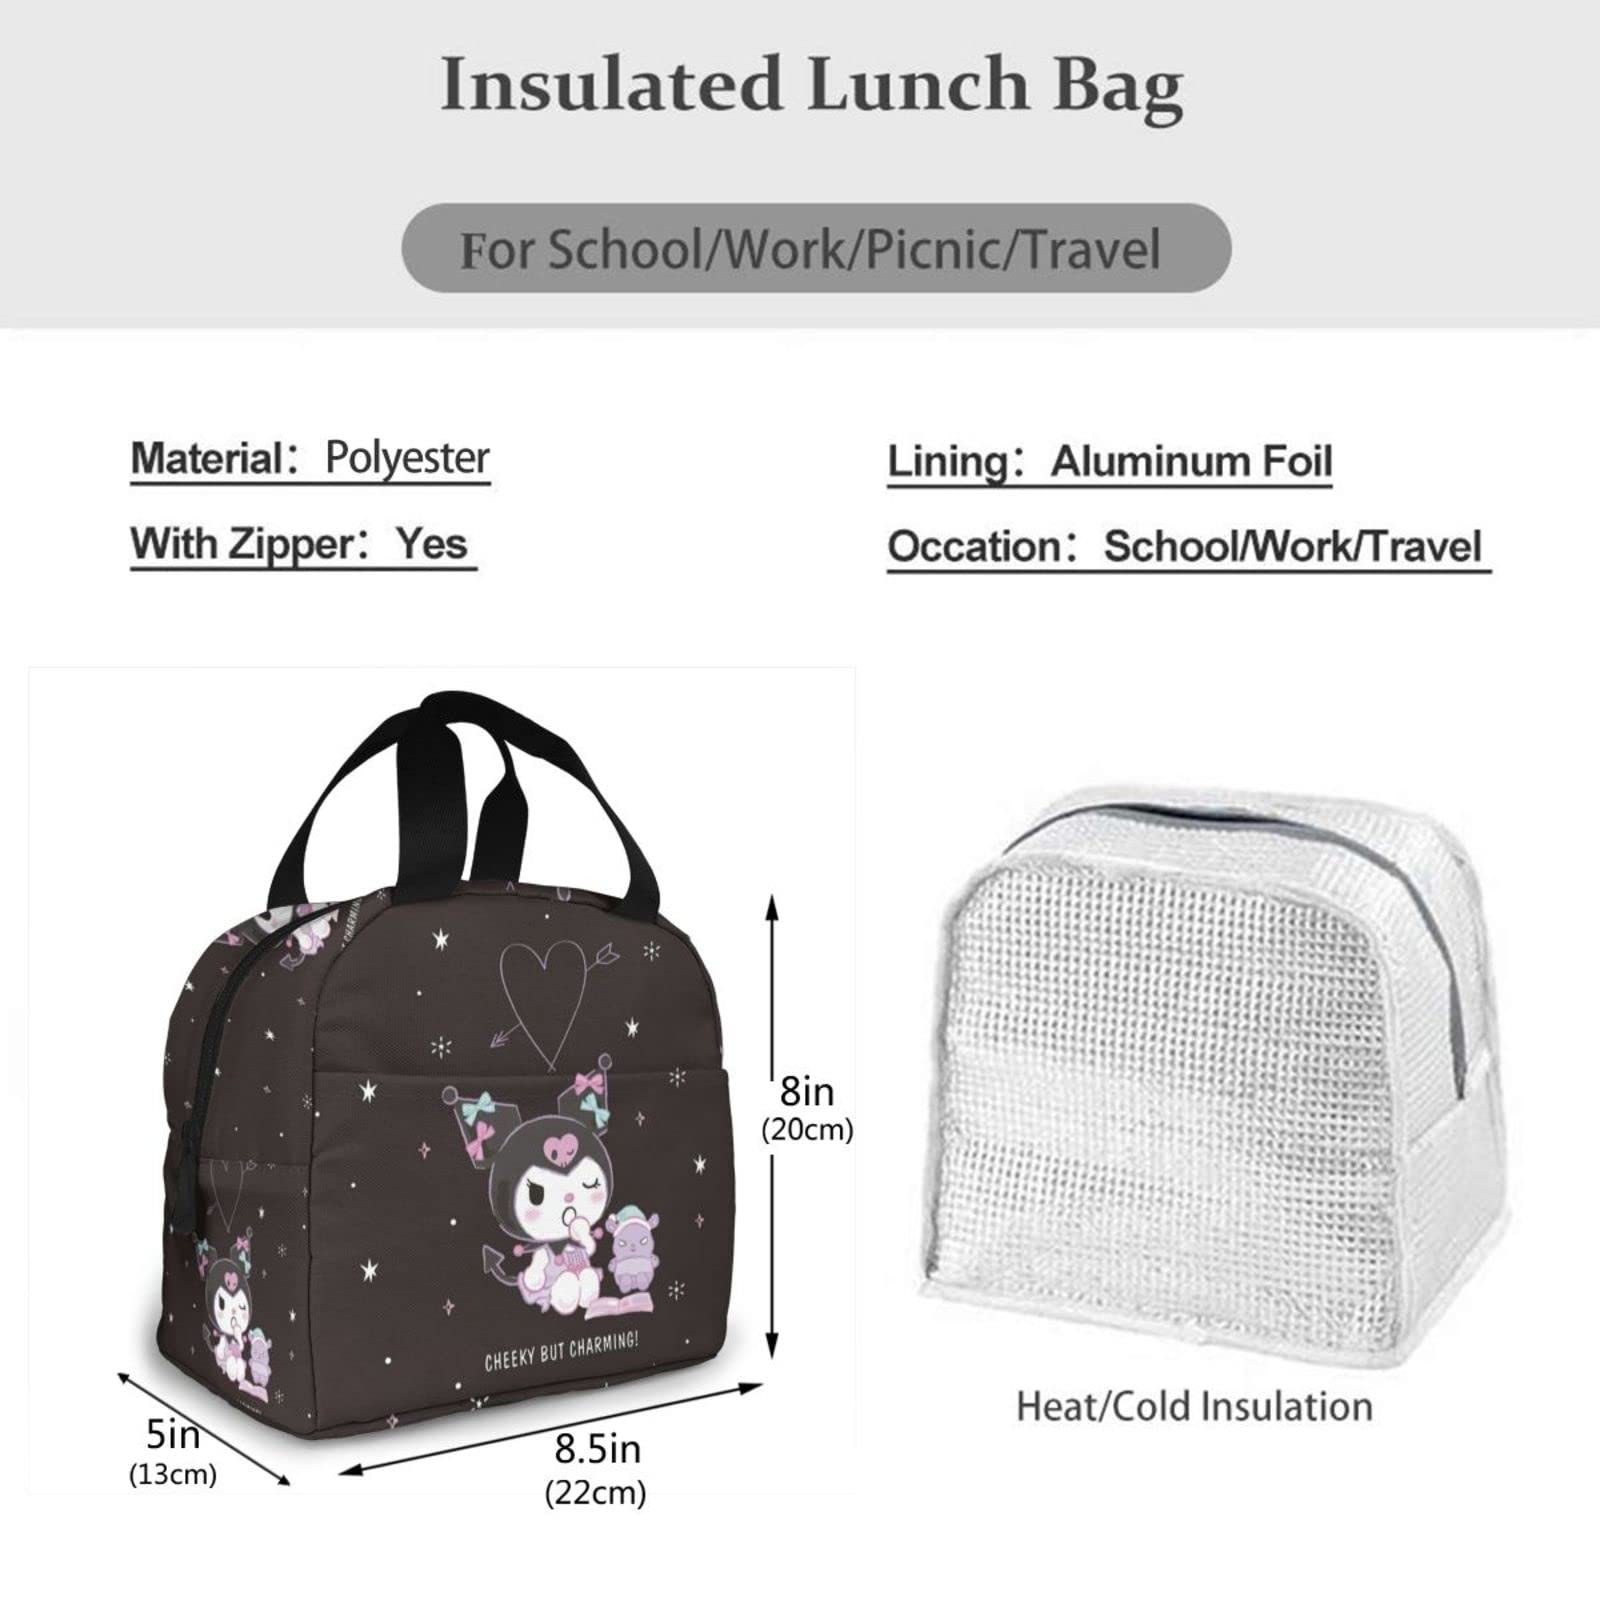 Insulated Lunch Bag
For School/Work/Picnic/Travel
Material: Polyester
Lining: Aluminum Foil
With Zipper: Yes
Occation: School/Work/Travel
CHARMING
CHEEKY BUT CHARMING!
8in
(20cm)
5in
(13cm)
8.5in
(22cm)
Heat/Cold Insulation